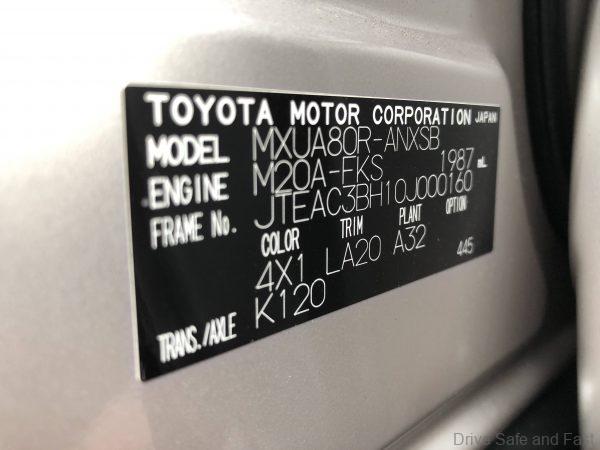 TOYOTA MOTOR CORPORATION JAPAN
MODEL MXUA80R-ANXSB
ENGINE M20A-FKS 1987 mL
FRAME No. JTEAC3BH10J000160
COLOR TRIM PLANT OPTION
4X1 LA20 A32 445
TRANS./AXLE K120
Drive Safe and Fast